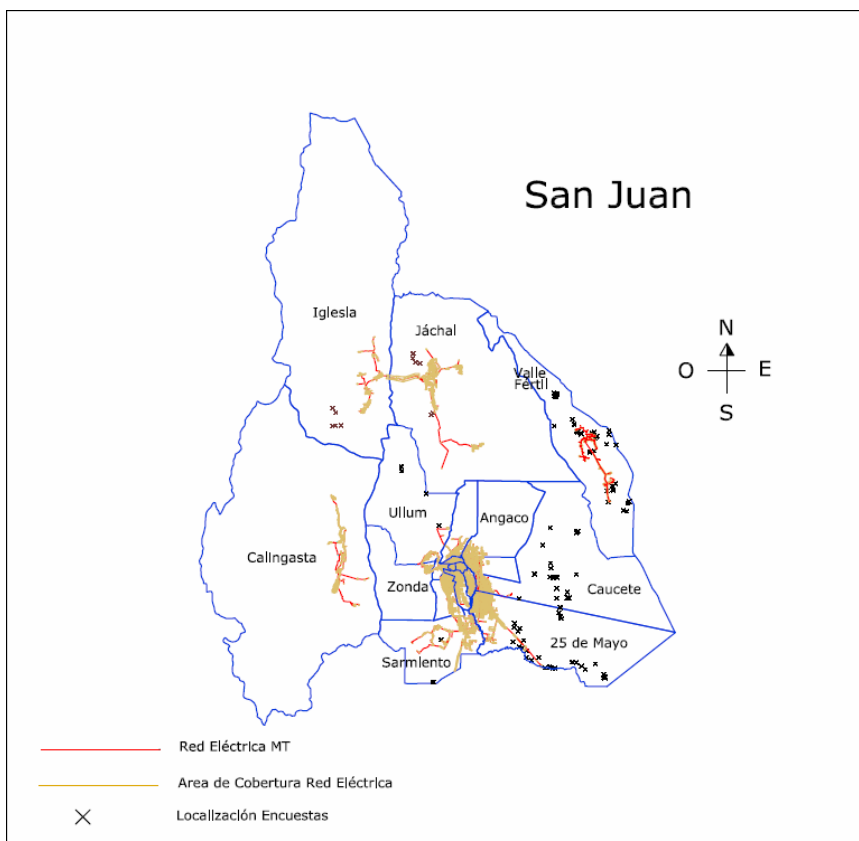 San Juan
Iglesla
Jáchal
Valle
Fértil
N
O
E
S
Ullum
Angaco
Calingasta
Zonda
Caucete
25 de Mayo
Sarmiento
Red Eléctrica MT
Area de Cobertura Red Eléctrica
Localización Encuestas